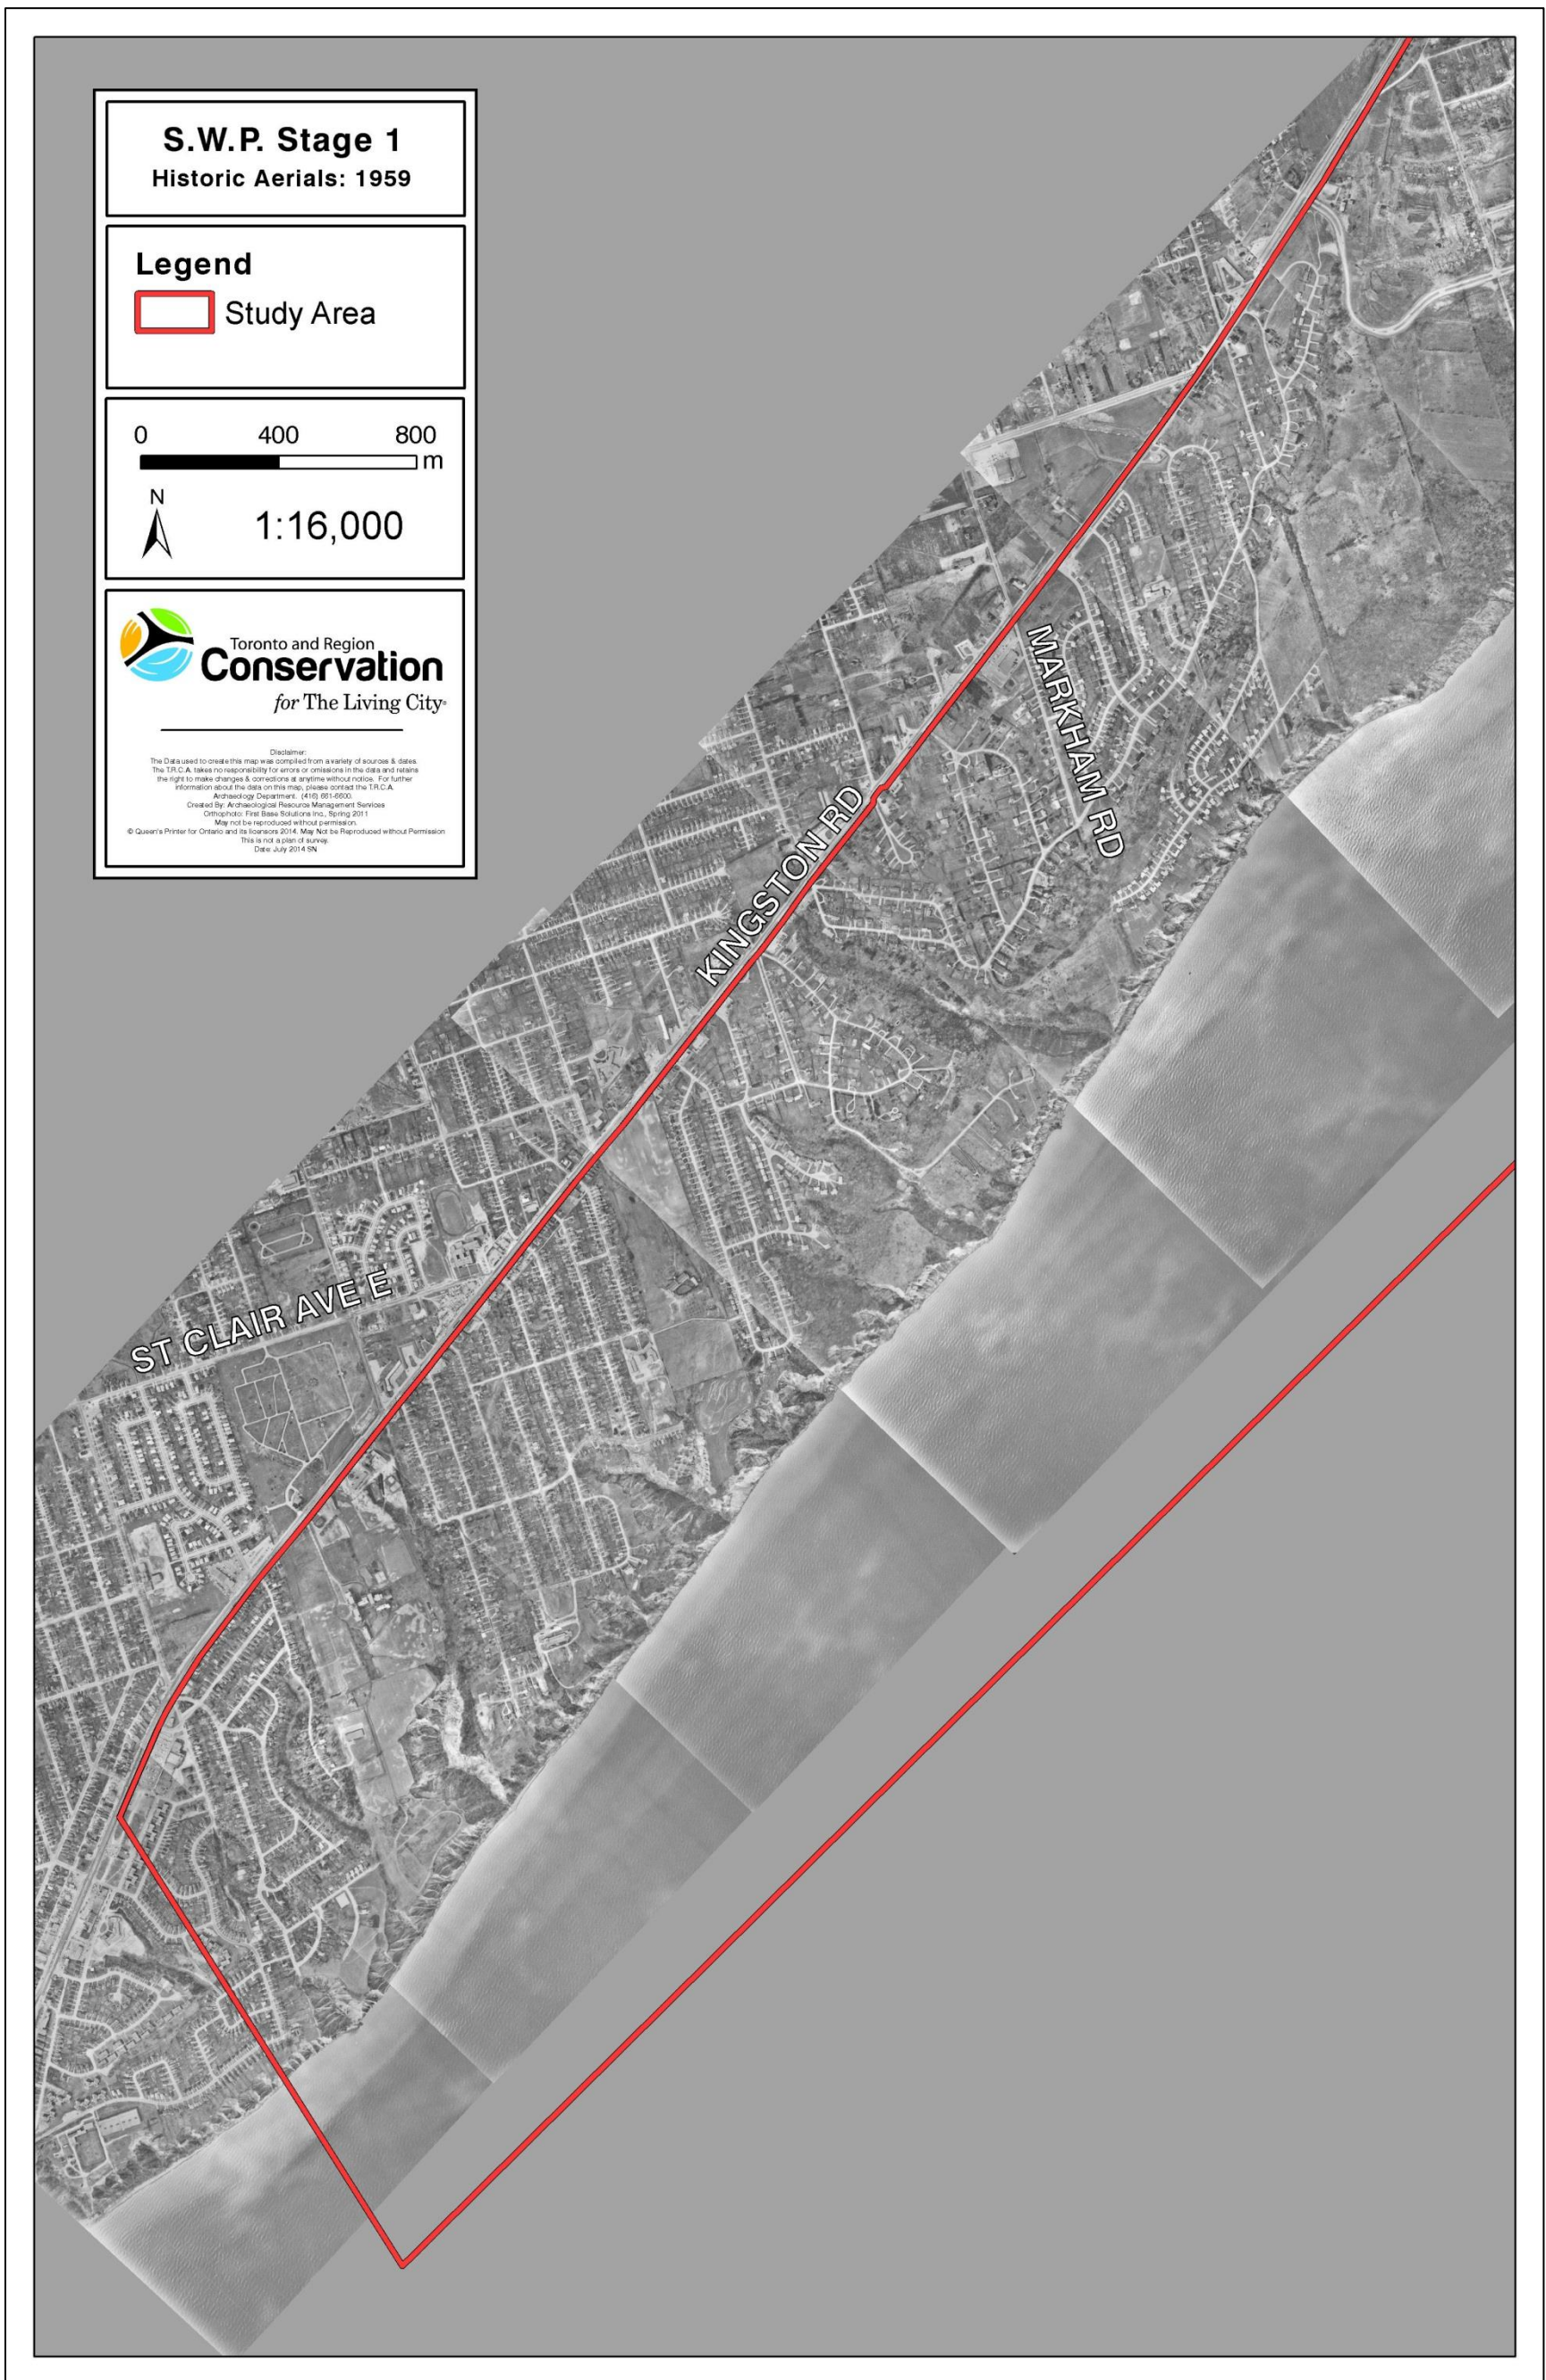 S.W.P. Stage 1
Historic Aerials: 1959
Legend
Study Area
0 400 800
m
N
1:16,000
Toronto and Region
Conservation
for The Living City
Disclaimer:
The Data used to create this map was compiled from a variety of sources & dates.
The T.R.C.A. takes no responsibility for errors or omissions in the data and retains
the right to make changes & corrections at anytime without notice. For further
information about the data on this map, please contact the T.R.C.A.
Archaeology Department. (416) 661-6600.
Created By: Archaeological Resource Management Services
Orthophoto: First Base Solutions Inc., Spring 2011
May not be reproduced without permission.
© Queen's Printer for Ontario and its licensors 2014. May Not be Reproduced without Permission
This is not a plan of survey.
Date: July 2014 SN
MARKHAM RD
KINGSTON RD
ST CLAIR AVE E